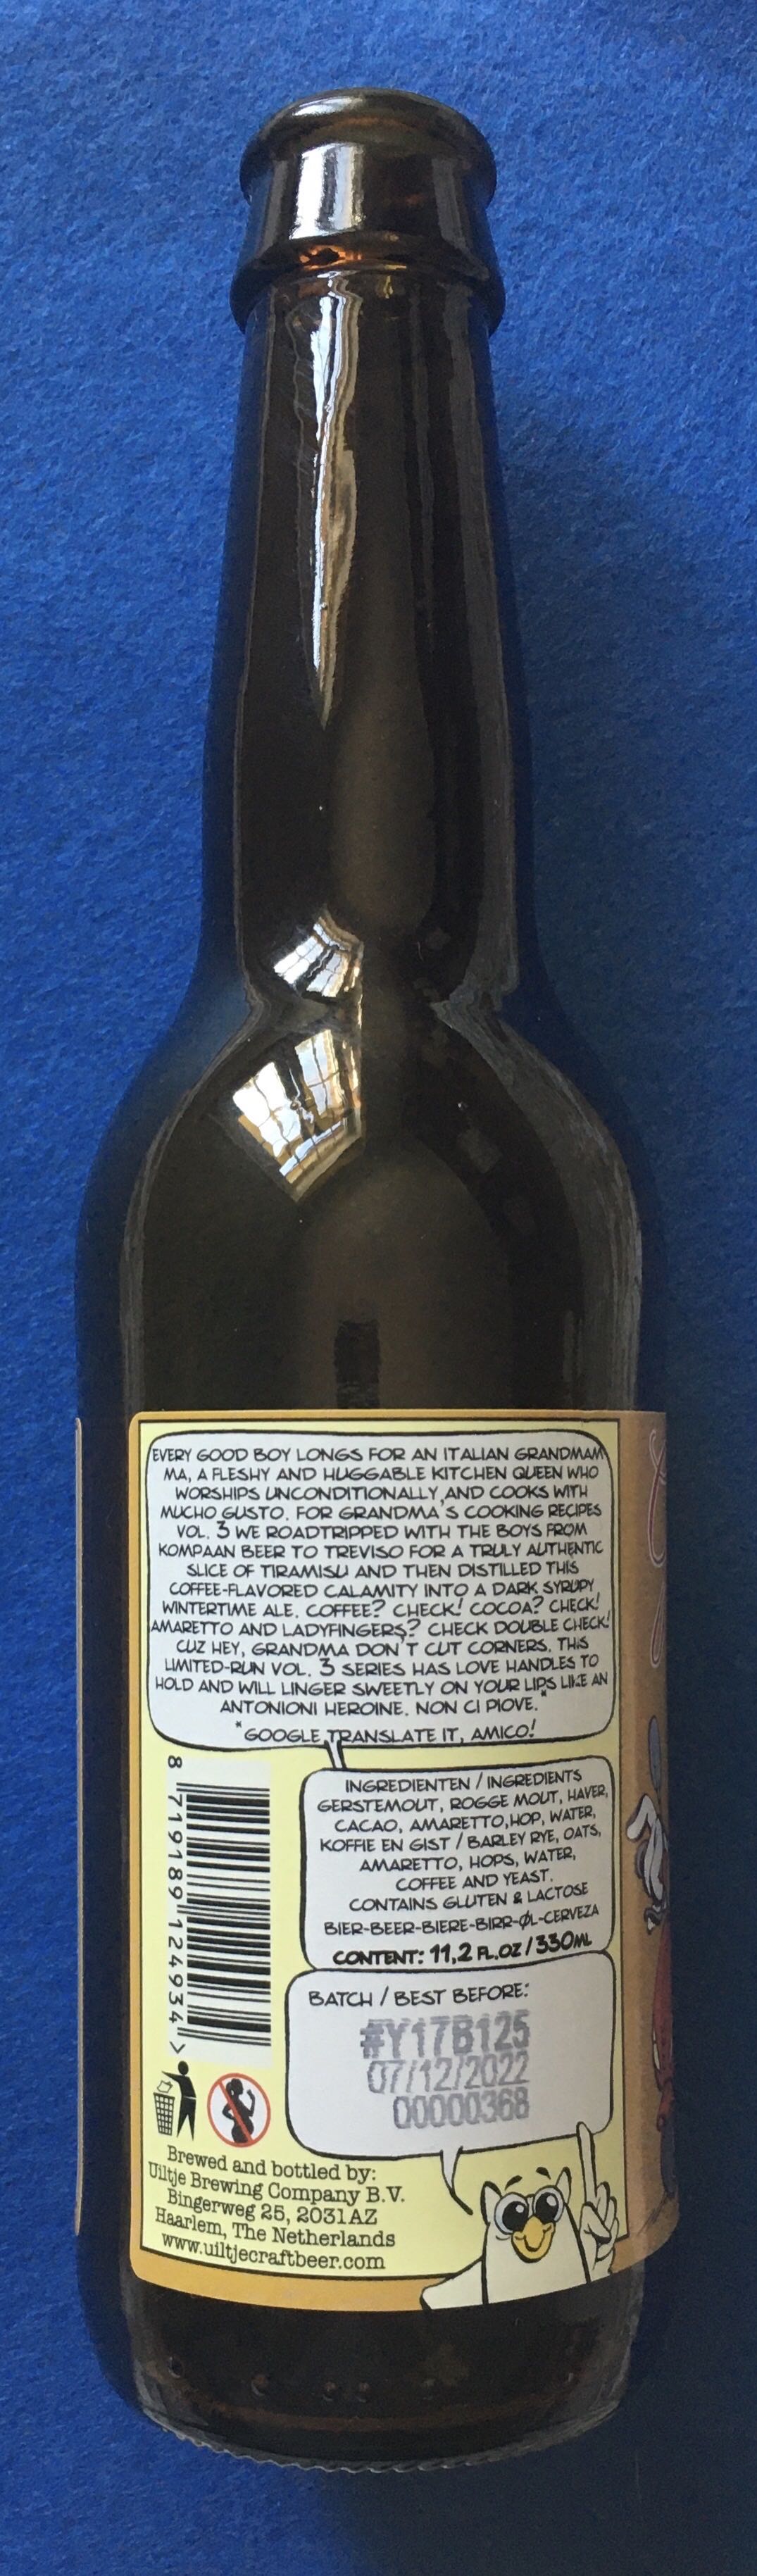 EVERY GOOD BOY LONGS FOR AN ITALIAN GRANDMAM
MA, A FLESHY AND HUGGABLE KITCHEN QUEEN WHO
WORSHIPS UNCONDITIONALLY, AND COOKS WITH
MUCHO GUSTO. FOR GRANDMA'S COOKING RECIPES
VOL. 3 WE ROADTRIPPED WITH THE BOYS FROM
KOMPAAN BEER TO TREVISO FOR A TRULY AUTHENTIC
SLICE OF TIRAMISU AND THEN DISTILLED THIS
COFFEE-FLAVORED CALAMITY INTO A DARK SYRUPY
WINTERTIME ALE. COFFEE? CHECK! COCOA? CHECK!
AMARETTO AND LADYFINGERS? CHECK DOUBLE CHECK!
CUZ HEY, GRANDMA DON'T CUT CORNERS. THIS
LIMITED-RUN VOL. 3 SERIES HAS LOVE HANDLES TO
HOLD AND WILL LINGER SWEETLY ON YOUR LIPS LIKE AN
ANTONIONI HEROINE. NON CI PIOVE.*
*GOOGLE TRANSLATE IT, AMICO!
INGREDIENTEN / INGREDIENTS
GERSTEMOUT, ROGGE MOUT, HAVER,
CACAO, AMARETTO, HOP, WATER,
KOFFIE EN GIST / BARLEY RYE, OATS,
AMARETTO, HOPS, WATER,
COFFEE AND YEAST.
CONTAINS GLUTEN & LACTOSE
BIER-BEER-BIERE-BIRR-ØL-CERVEZA
CONTENT: 11,2 FL.OZ / 330ML
8 719189 124934 >
BATCH / BEST BEFORE:
#Y17B125
07/12/2022
00000368
Brewed and bottled by:
Uiltje Brewing Company B.V.
Bingerweg 25, 2031AZ
Haarlem, The Netherlands
www.uiltjecraftbeer.com